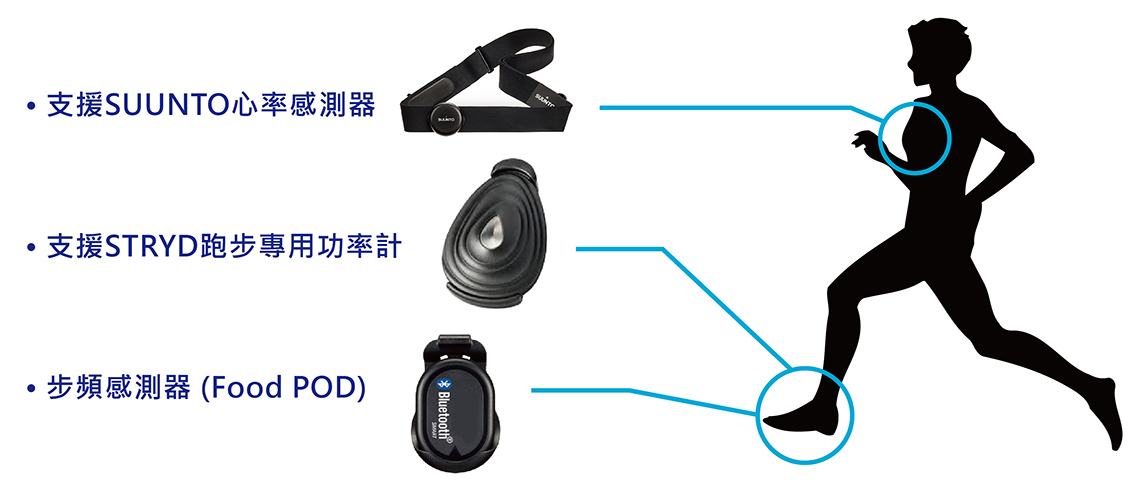 • 支援SUUNTO心率感測器
SUUNTO
SUUNTO
• 支援STRYD跑步專用功率計
• 步頻感測器 (Food POD)
Bluetooth®
SMART